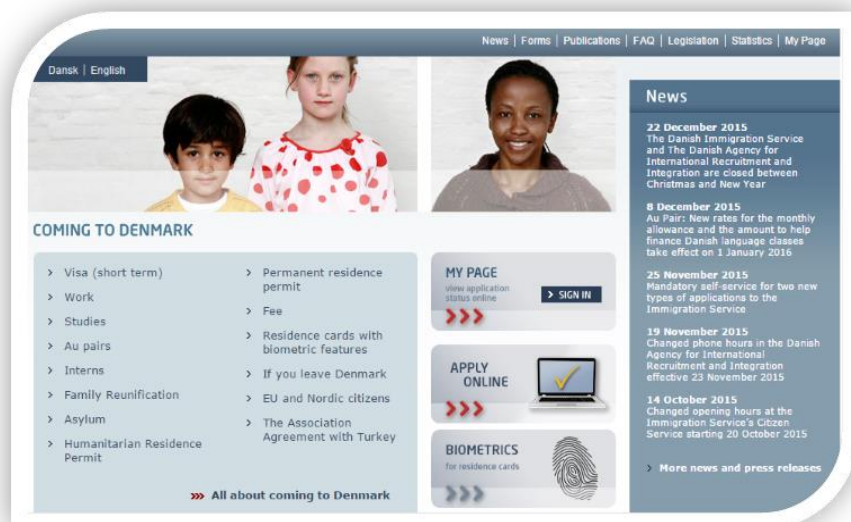 News | Forms | Publications | FAQ | Legislation | Statistics | My Page
Dansk | English
COMING TO DENMARK
Visa (short term)
Work
Studies
Au pairs
Interns
Family Reunification
Asylum
Humanitarian Residence
Permit
Permanent residence
permit
Fee
Residence cards with
biometric features
If you leave Denmark
EU and Nordic citizens
The Association
Agreement with Turkey
All about coming to Denmark
MY PAGE
view application
status online
SIGN IN
APPLY
ONLINE
BIOMETRICS
for residence cards
News
22 December 2015
The Danish Immigration Service
and The Danish Agency for
International Recruitment and
Integration are closed between
Christmas and New Year
8 December 2015
Au Pair: New rates for the monthly
allowance and the amount to help
finance Danish language classes
take effect on 1 January 2016
25 November 2015
Mandatory self-service for two new
types of applications to the
Immigration Service
19 November 2015
Changed phone hours in the Danish
Agency for International
Recruitment and Integration
effective 23 November 2015
14 October 2015
Changed opening hours at the
Immigration Service's Citizen
Service starting 20 October 2015
More news and press releases